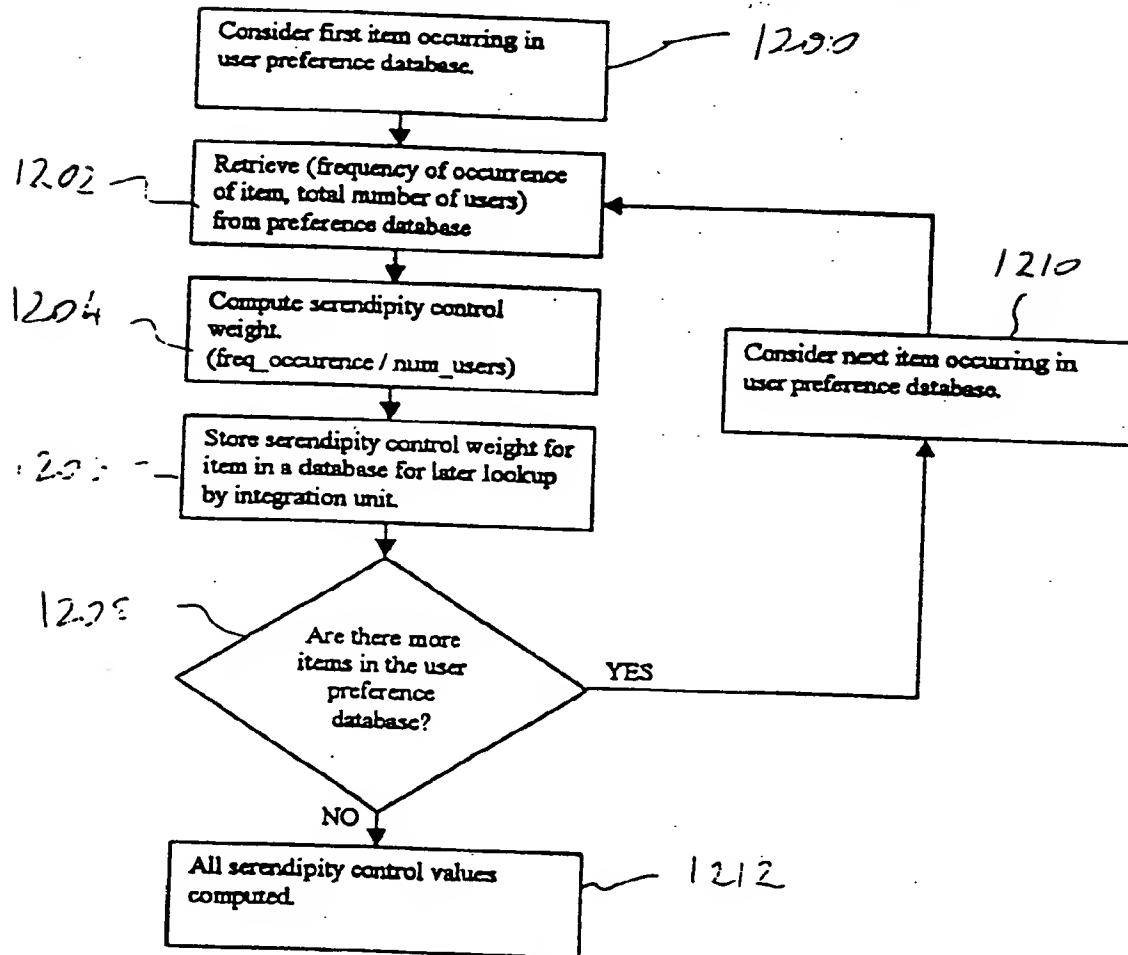 Consider first item occurring in
user preference database.
1200
1202
Retrieve (frequency of occurrence
of item, total number of users)
from preference database
1210
1204
Compute serendipity control
weight.
(freq_occurence / num_users)
Consider next item occurring in
user preference database.
Store serendipity control weight for
item in a database for later lookup
by integration unit.
1208
Are there more
items in the user
preference
database?
YES
NO
All serendipity control values
computed.
1212